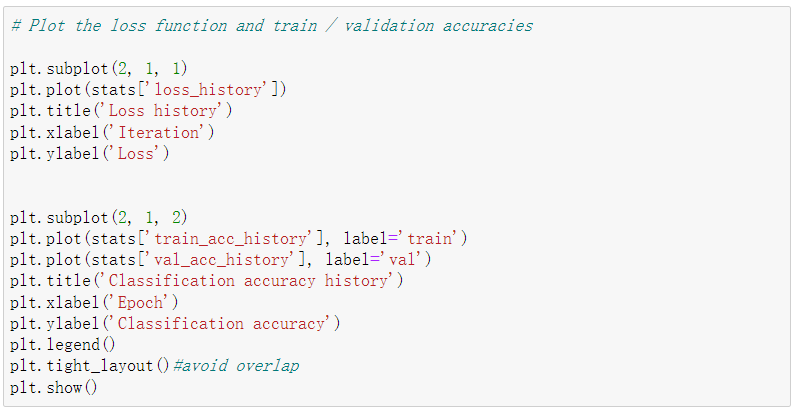 # Plot the loss function and train / validation accuracies
plt.subplot(2, 1, 1)
plt.plot(stats['loss_history'])
plt.title('Loss history')
plt.xlabel('Iteration')
plt.ylabel('Loss')
plt.subplot(2, 1, 2)
plt.plot(stats['train_acc_history'], label='train')
plt.plot(stats['val_acc_history'], label='val')
plt.title('Classification accuracy history')
plt.xlabel('Epoch')
plt.ylabel('Classification accuracy')
plt.legend()
plt.tight_layout()#avoid overlap
plt.show()